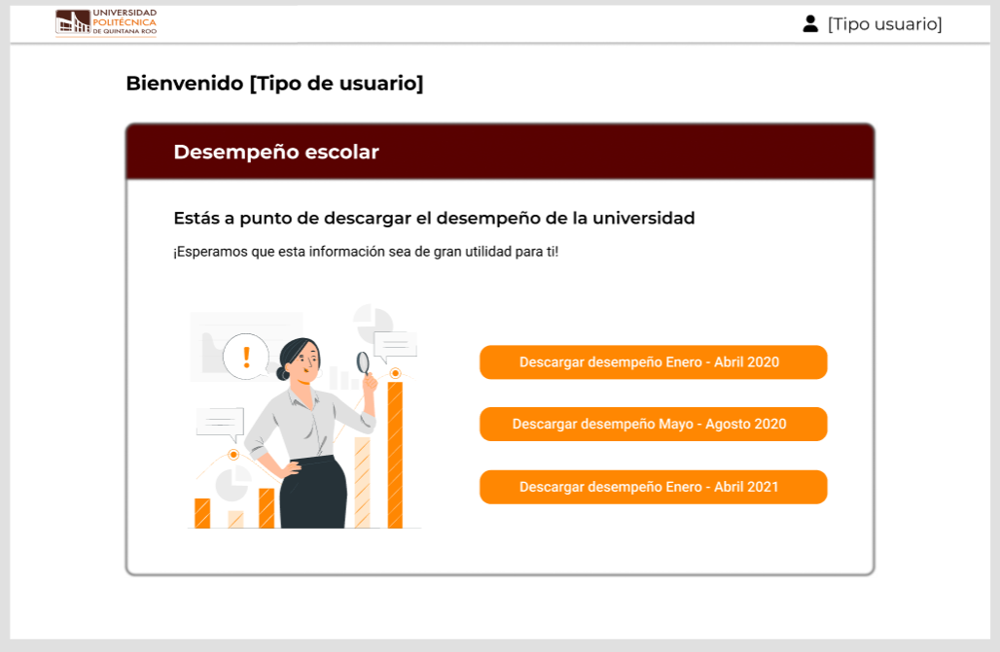 UNIVERSIDAD
POLITÉCNICA
DE QUINTANA ROO
[Tipo usuario]
Bienvenido [Tipo de usuario]
Desempeño escolar
Estás a punto de descargar el desempeño de la universidad
¡Esperamos que esta información sea de gran utilidad para ti!
!
Descargar desempeño Enero - Abril 2020
Descargar desempeño Mayo - Agosto 2020
Descargar desempeño Enero - Abril 2021